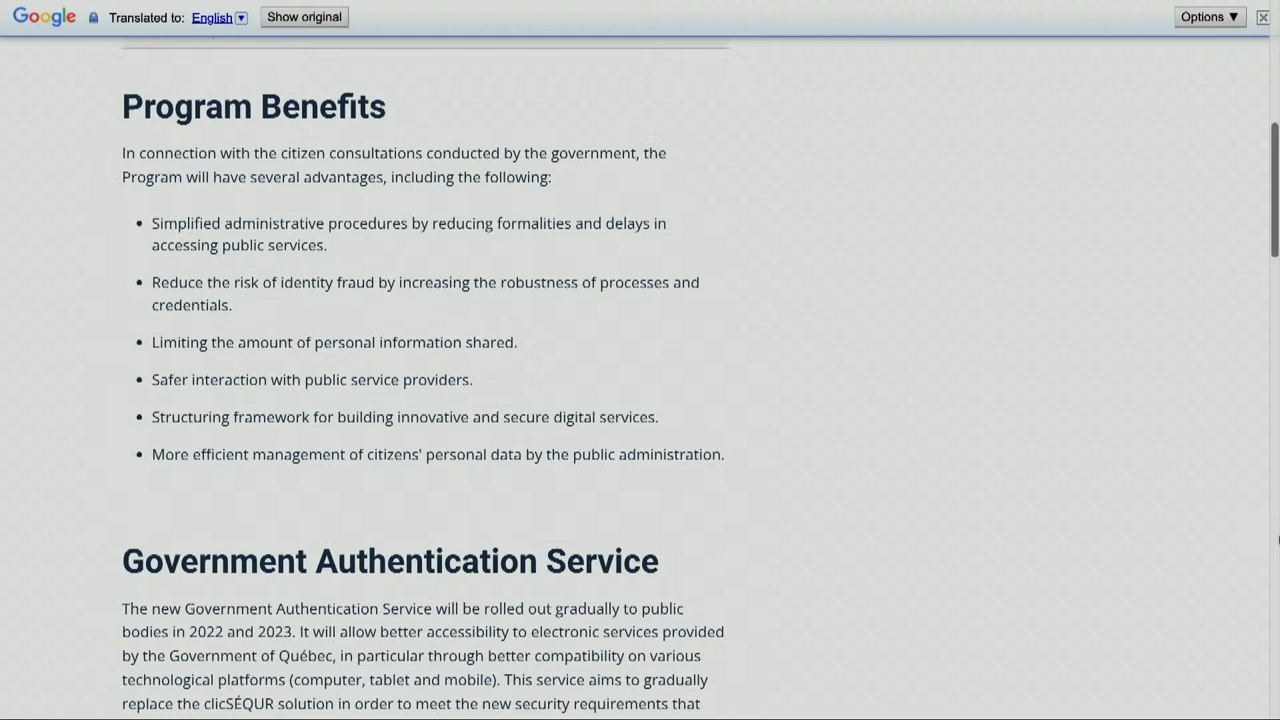 Google Translated to: English Show original Options ▼
Program Benefits
In connection with the citizen consultations conducted by the government, the
Program will have several advantages, including the following:
• Simplified administrative procedures by reducing formalities and delays in
accessing public services.
• Reduce the risk of identity fraud by increasing the robustness of processes and
credentials.
• Limiting the amount of personal information shared.
• Safer interaction with public service providers.
• Structuring framework for building innovative and secure digital services.
• More efficient management of citizens' personal data by the public administration.
Government Authentication Service
The new Government Authentication Service will be rolled out gradually to public
bodies in 2022 and 2023. It will allow better accessibility to electronic services provided
by the Government of Québec, in particular through better compatibility on various
technological platforms (computer, tablet and mobile). This service aims to gradually
replace the clicSÉQUR solution in order to meet the new security requirements that